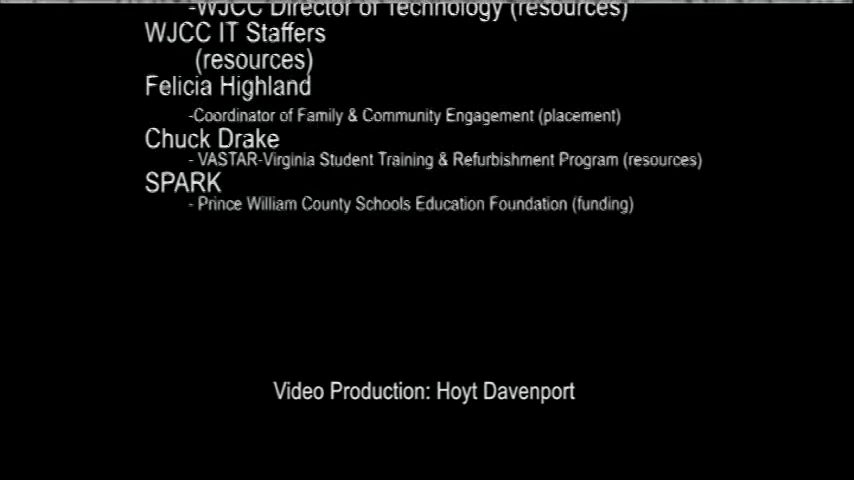 -WJCC Director of Technology (resources)
WJCC IT Staffers
(resources)
Felicia Highland
-Coordinator of Family & Community Engagement (placement)
Chuck Drake
- VASTAR-Virginia Student Training & Refurbishment Program (resources)
SPARK
- Prince William County Schools Education Foundation (funding)
Video Production: Hoyt Davenport